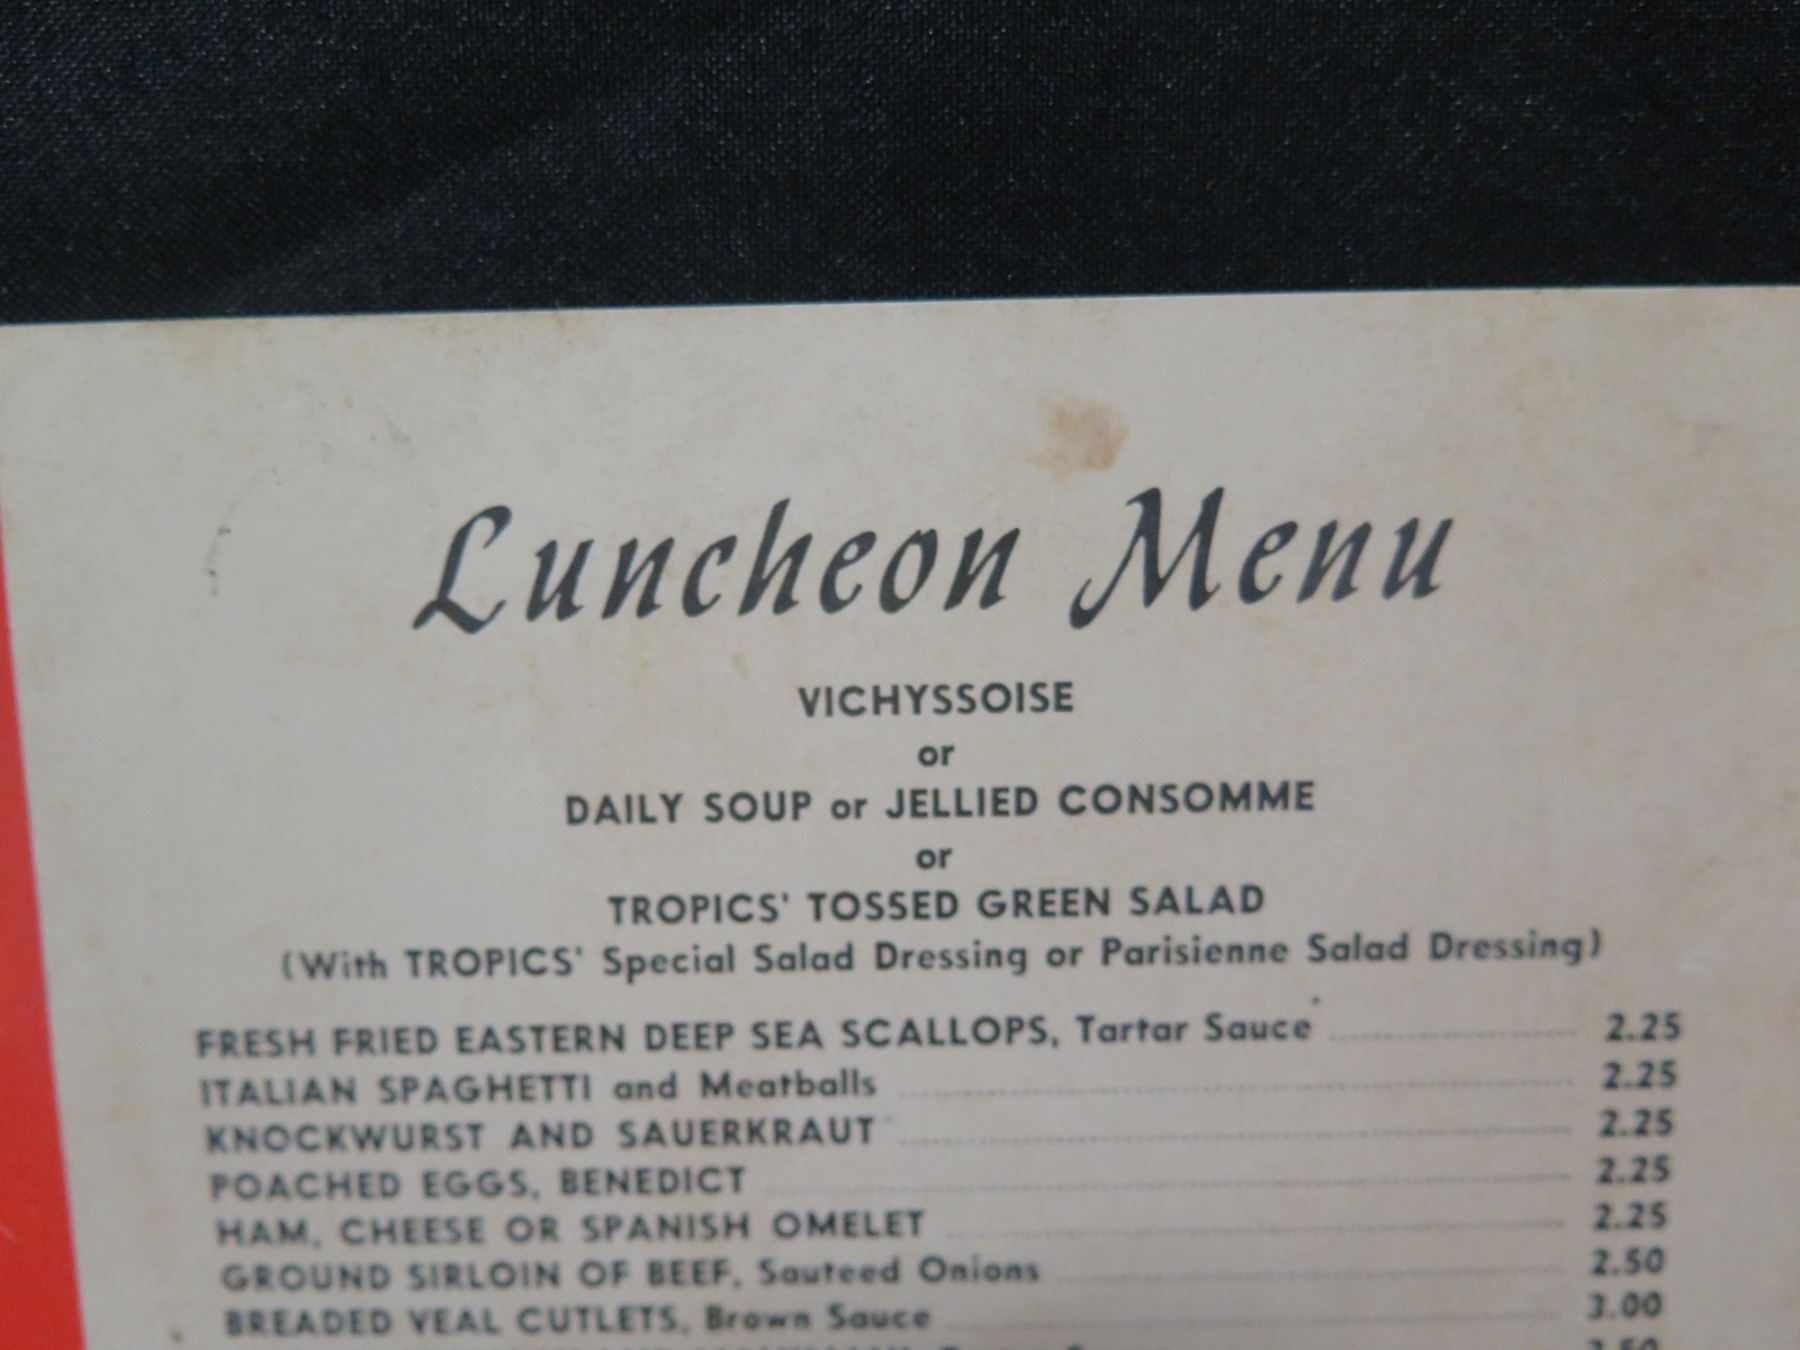 Luncheon Menu
VICHYSSOISE
or
DAILY SOUP or JELLIED CONSOMME
or
TROPICS' TOSSED GREEN SALAD
(With TROPICS' Special Salad Dressing or Parisienne Salad Dressing)
FRESH FRIED EASTERN DEEP SEA SCALLOPS, Tartar Sauce 2.25
ITALIAN SPAGHETTI and Meatballs 2.25
KNOCKWURST AND SAUERKRAUT 2.25
POACHED EGGS, BENEDICT 2.25
HAM, CHEESE OR SPANISH OMELET 2.25
GROUND SIRLOIN OF BEEF, Sauteed Onions 2.50
BREADED VEAL CUTLETS, Brown Sauce 3.00